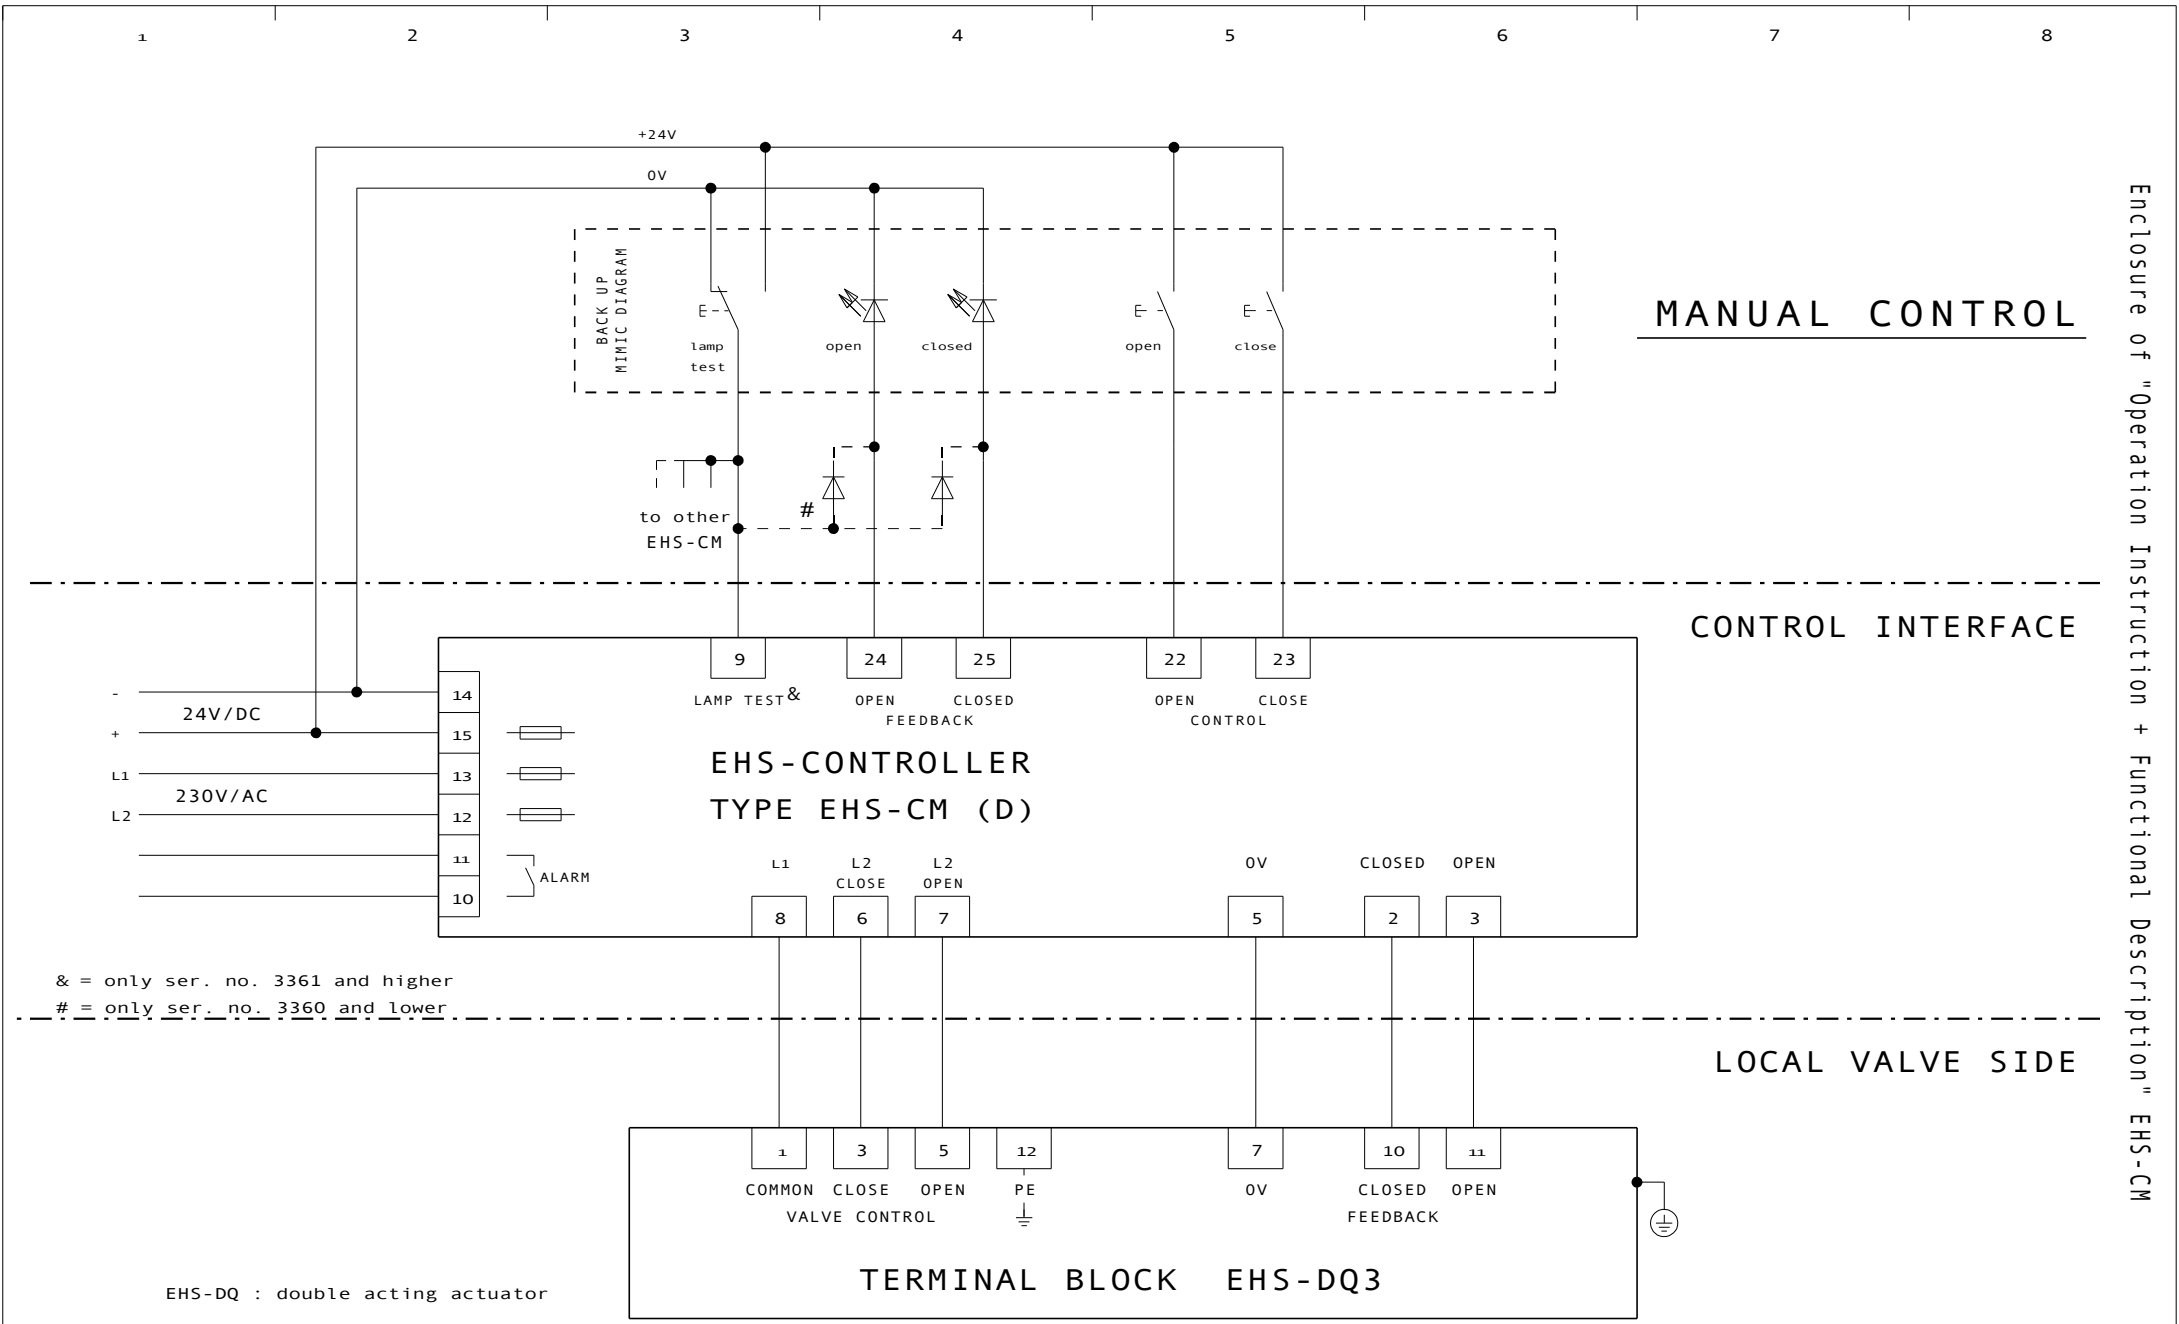 1 2 3 4 5 6 7 8
+24V
0V
BACK UP
MIMIC DIAGRAM
lamp
test
open
closed
open
close
MANUAL CONTROL
#
to other
EHS-CM
CONTROL INTERFACE
9 24 25 22 23
LAMP TEST& OPEN CLOSED OPEN CLOSE
FEEDBACK CONTROL
- 14
24V/DC
+ 15
L1 13
230V/AC
L2 12
11
ALARM
10
EHS-CONTROLLER
TYPE EHS-CM (D)
L1 L2 L2 0V CLOSED OPEN
CLOSE OPEN
8 6 7 5 2 3
& = only ser. no. 3361 and higher
# = only ser. no. 3360 and lower
LOCAL VALVE SIDE
1 3 5 12 7 10 11
COMMON CLOSE OPEN PE 0V CLOSED OPEN
VALVE CONTROL FEEDBACK
TERMINAL BLOCK EHS-DQ3
EHS-DQ : double acting actuator
Enclosure of "Operation Instruction + Functional Description" EHS-CM